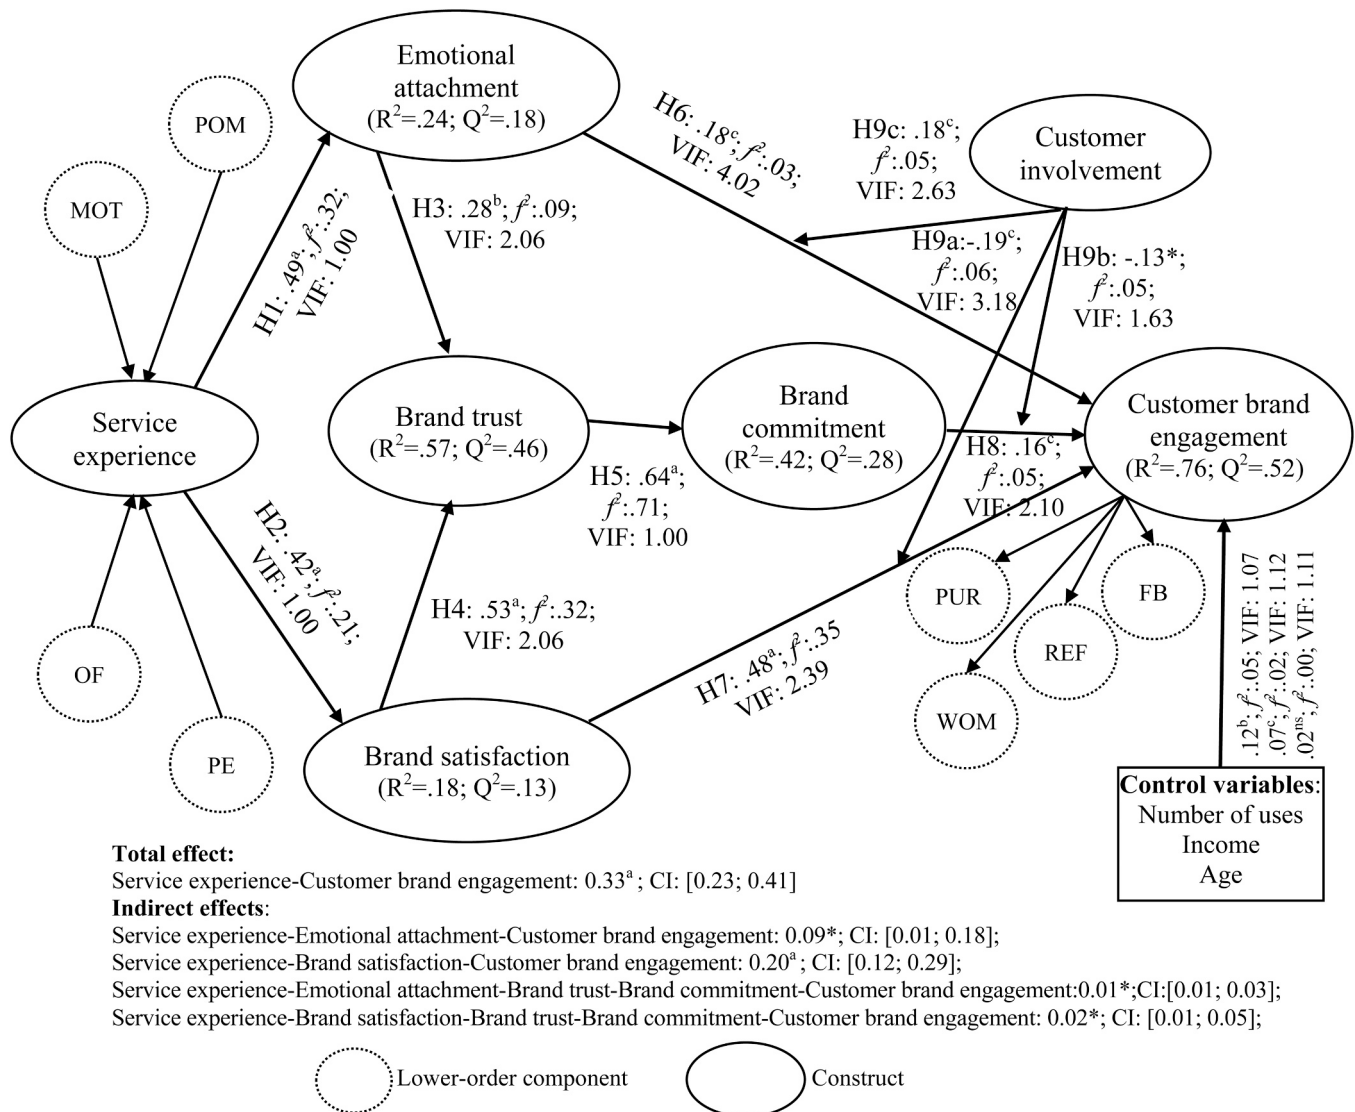 Emotional
attachment
(R²=.24; Q²=.18)
POM
MOT
H1: .49ᵃ; f²:.32;
VIF: 1.00
H3: .28ᵇ; f²:.09;
VIF: 2.06
H6: .18ᶜ; f²:.03;
VIF: 4.02
H9c: .18ᶜ;
f²:.05;
VIF: 2.63
Customer
involvement
H9a:-.19ᶜ;
f²:.06;
VIF: 3.18
H9b: -.13*;
f²:.05;
VIF: 1.63
Service
experience
Brand trust
(R²=.57; Q²=.46)
Brand
commitment
(R²=.42; Q²=.28)
Customer brand
engagement
(R²=.76; Q²=.52)
H5: .64ᵃ;
f²:.71;
VIF: 1.00
H8: .16ᶜ;
f²:.05;
VIF: 2.10
H2: .42ᵃ; f²:.21;
VIF: 1.00
H4: .53ᵃ; f²:.32;
VIF: 2.06
H7: .48ᵃ; f²:.35
VIF: 2.39
OF
PE
PUR
FB
REF
WOM
.12ᵇ; f²:.05; VIF: 1.07
.07ᶜ; f²:.02; VIF: 1.12
.02ⁿˢ; f²:.00; VIF: 1.11
Brand satisfaction
(R²=.18; Q²=.13)
Control variables:
Number of uses
Income
Age
Total effect:
Service experience-Customer brand engagement: 0.33ᵃ ; CI: [0.23; 0.41]
Indirect effects:
Service experience-Emotional attachment-Customer brand engagement: 0.09*; CI: [0.01; 0.18];
Service experience-Brand satisfaction-Customer brand engagement: 0.20ᵃ ; CI: [0.12; 0.29];
Service experience-Emotional attachment-Brand trust-Brand commitment-Customer brand engagement:0.01*;CI:[0.01; 0.03];
Service experience-Brand satisfaction-Brand trust-Brand commitment-Customer brand engagement: 0.02*; CI: [0.01; 0.05];
Lower-order component
Construct